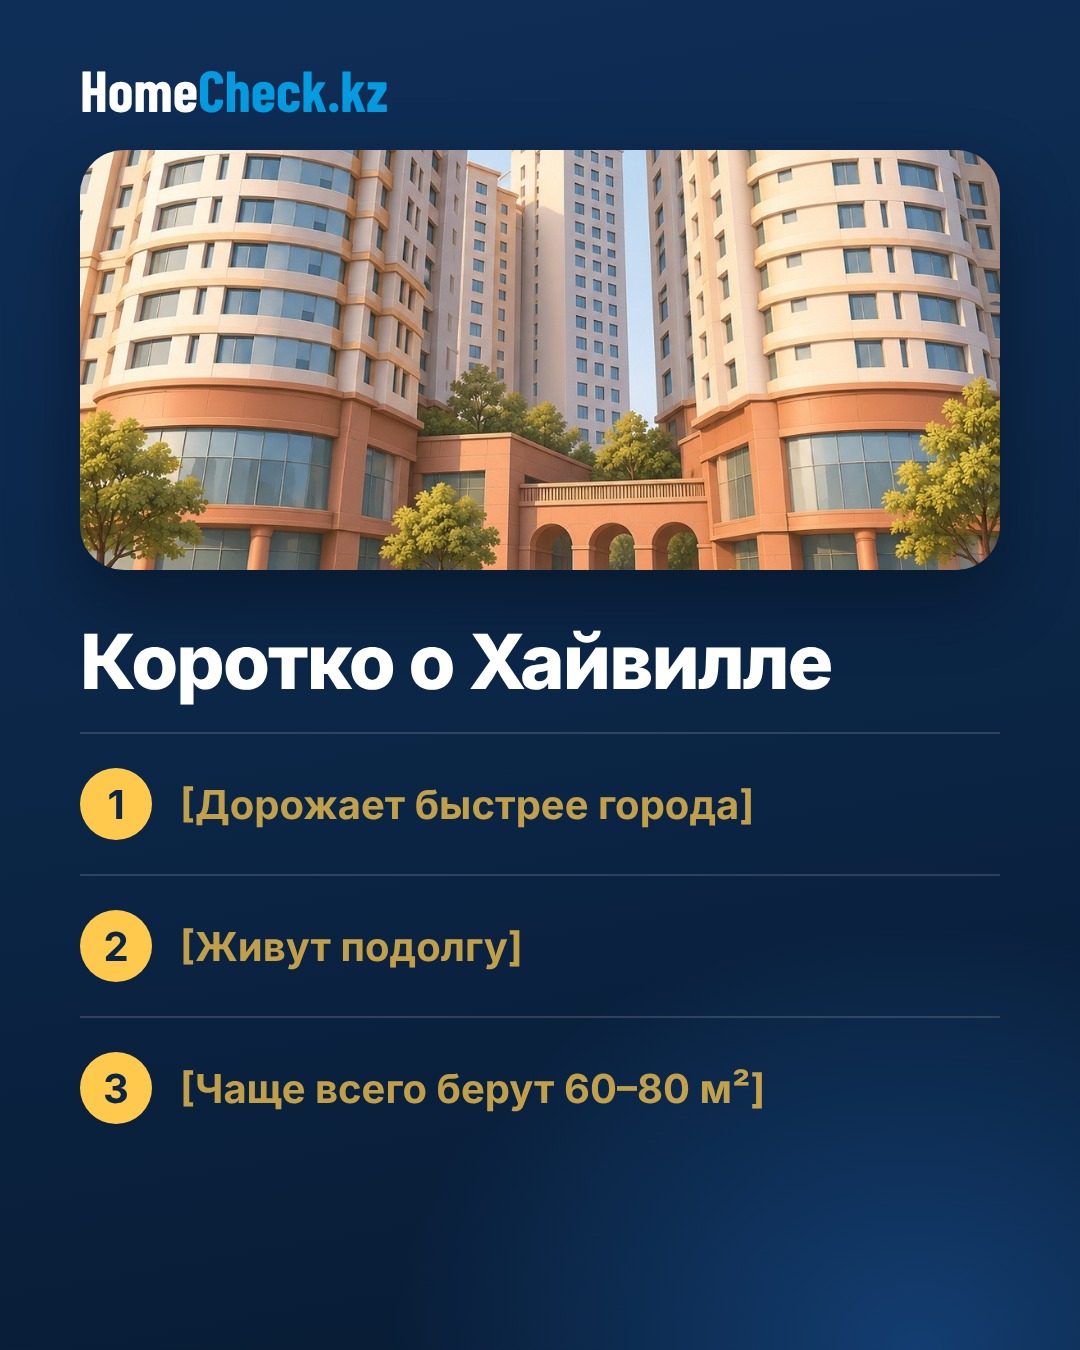 HomeCheck.kz
Коротко о Хайвилле
1 [Дорожает быстрее города]
2 [Живут подолгу]
3 [Чаще всего берут 60–80 м²]